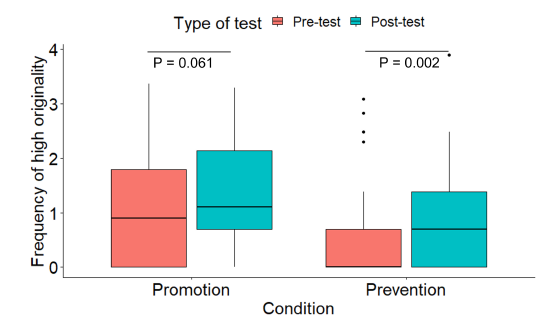 Type of test Pre-test Post-test
Frequency of high originality
4
3
2
1
0
P = 0.061 P = 0.002
Promotion Prevention
Condition